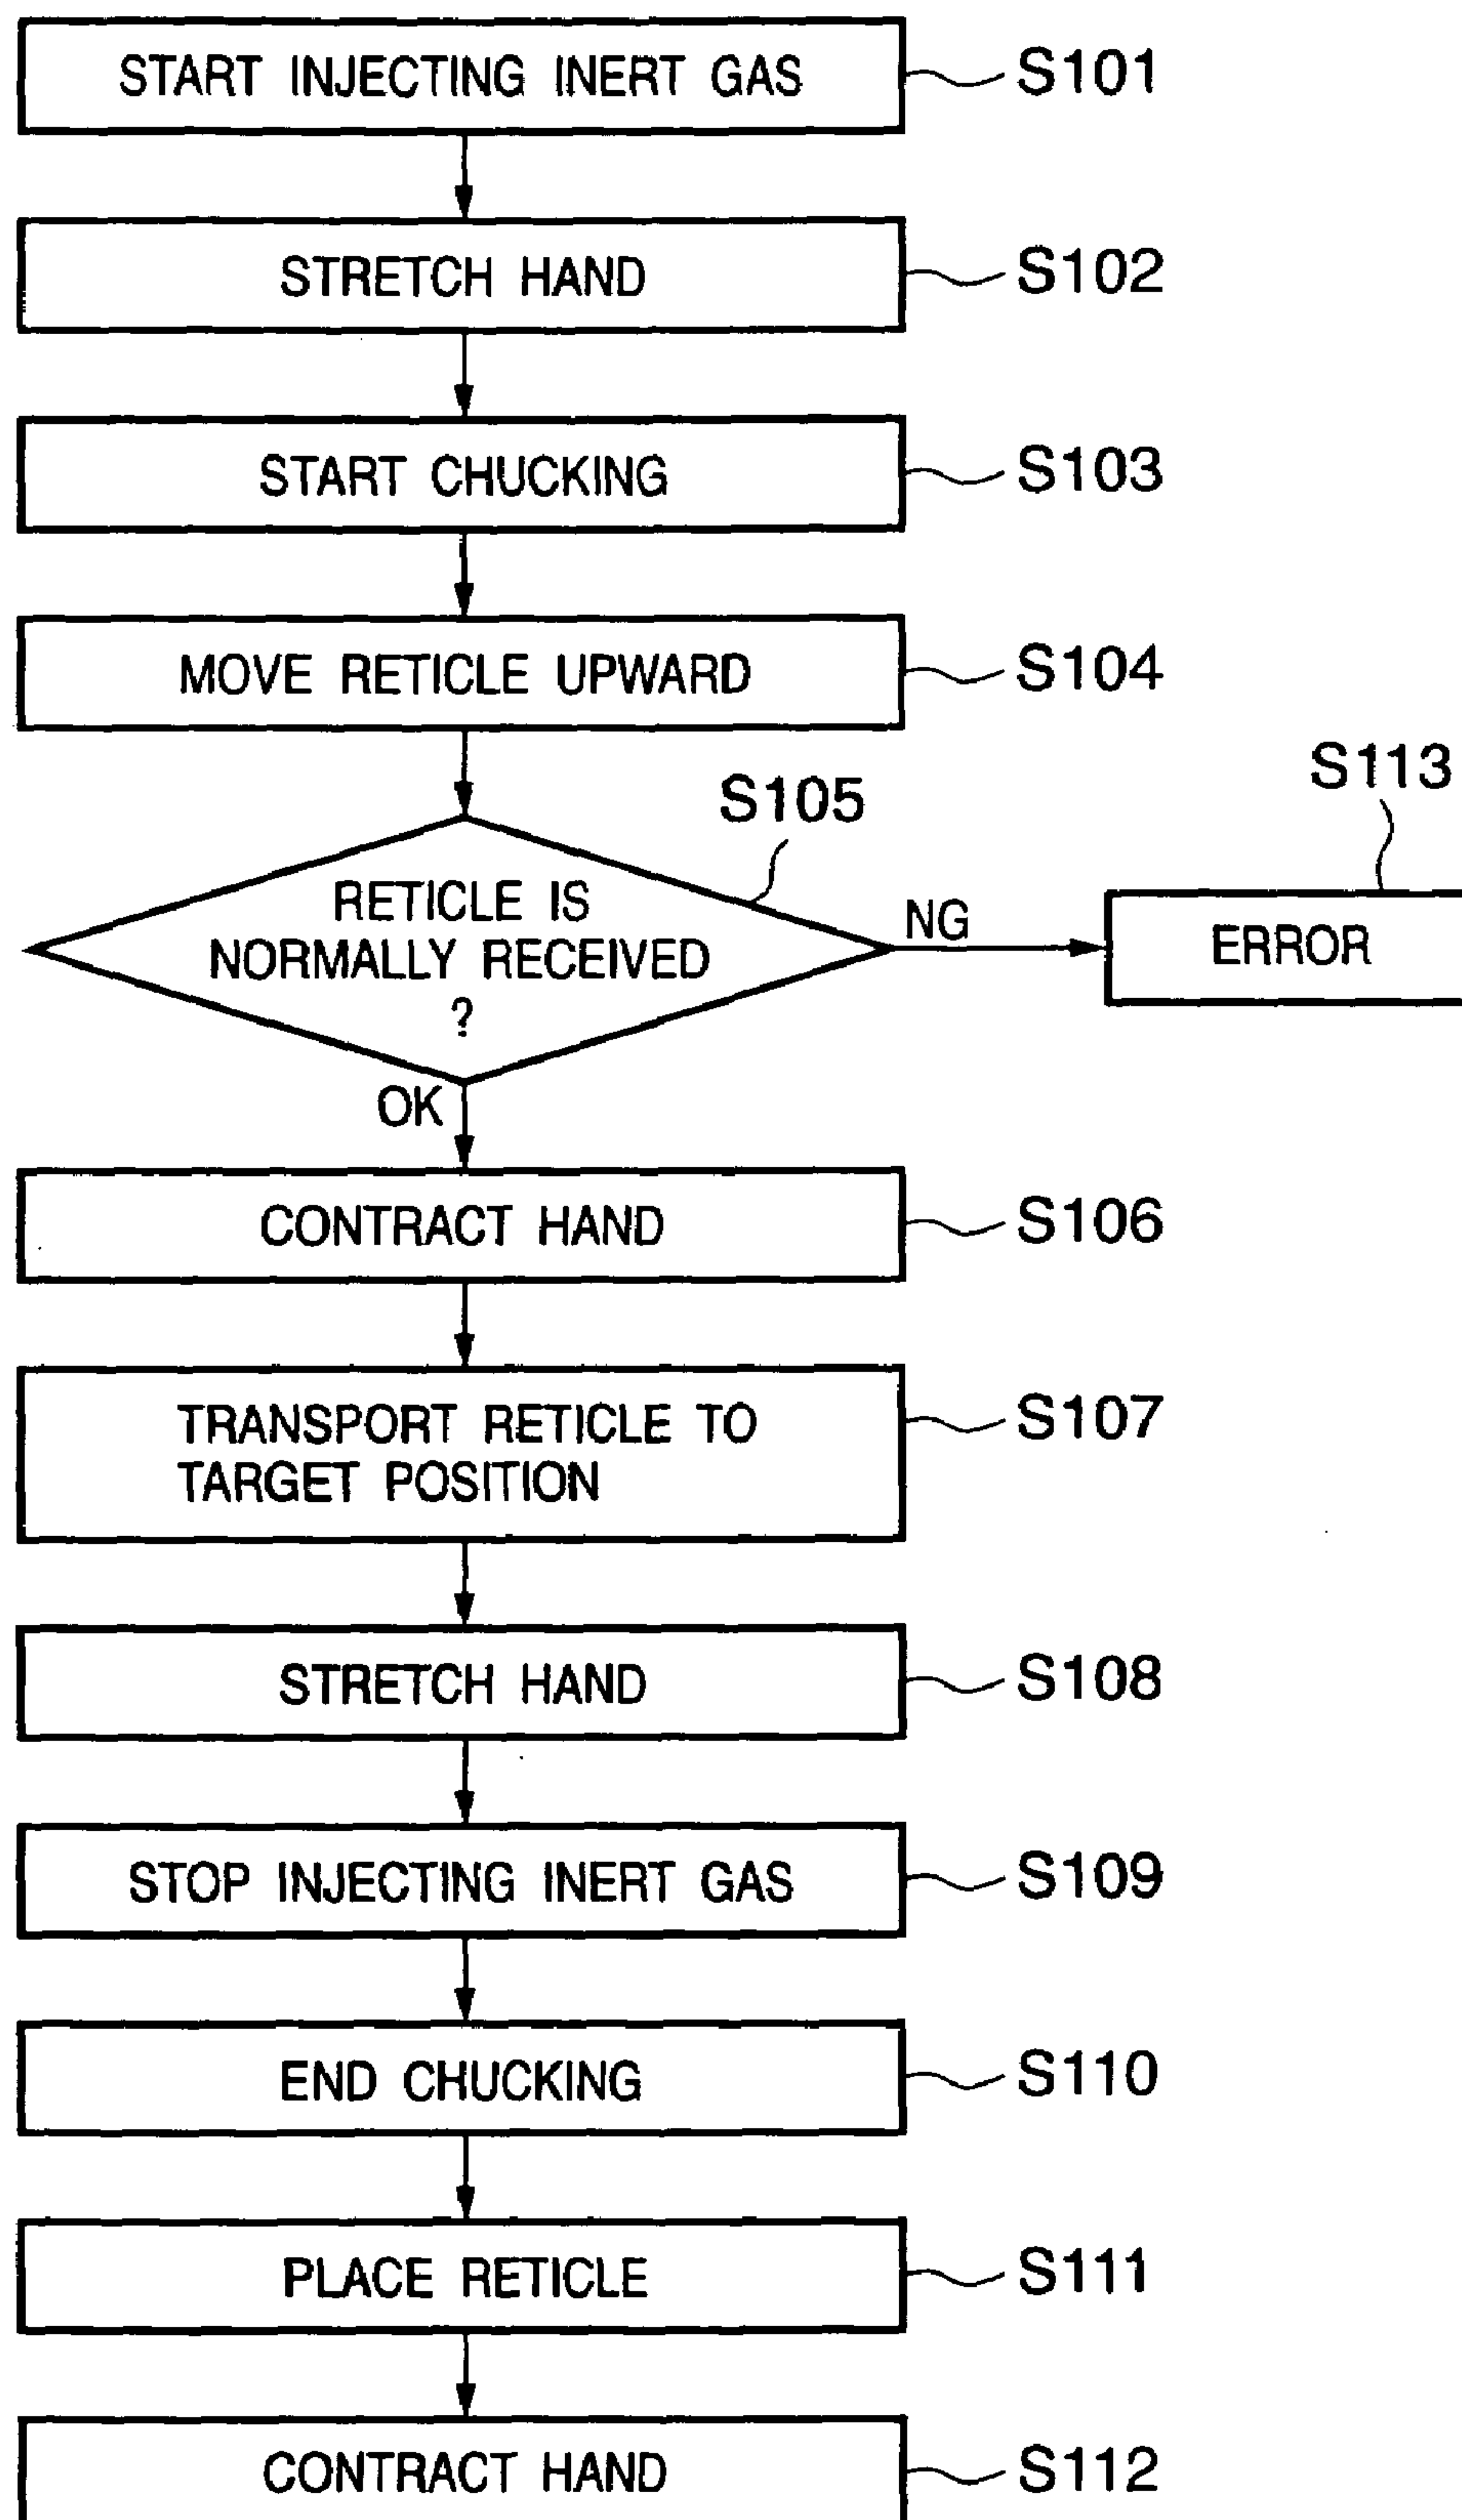 START INJECTING INERT GAS
S101
STRETCH HAND
S102
START CHUCKING
S103
MOVE RETICLE UPWARD
S104
S113
S105
RETICLE IS
NORMALLY RECEIVED
?
NG
ERROR
OK
CONTRACT HAND
S106
TRANSPORT RETICLE TO
TARGET POSITION
S107
STRETCH HAND
S108
STOP INJECTING INERT GAS
S109
END CHUCKING
S110
PLACE RETICLE
S111
CONTRACT HAND
S112